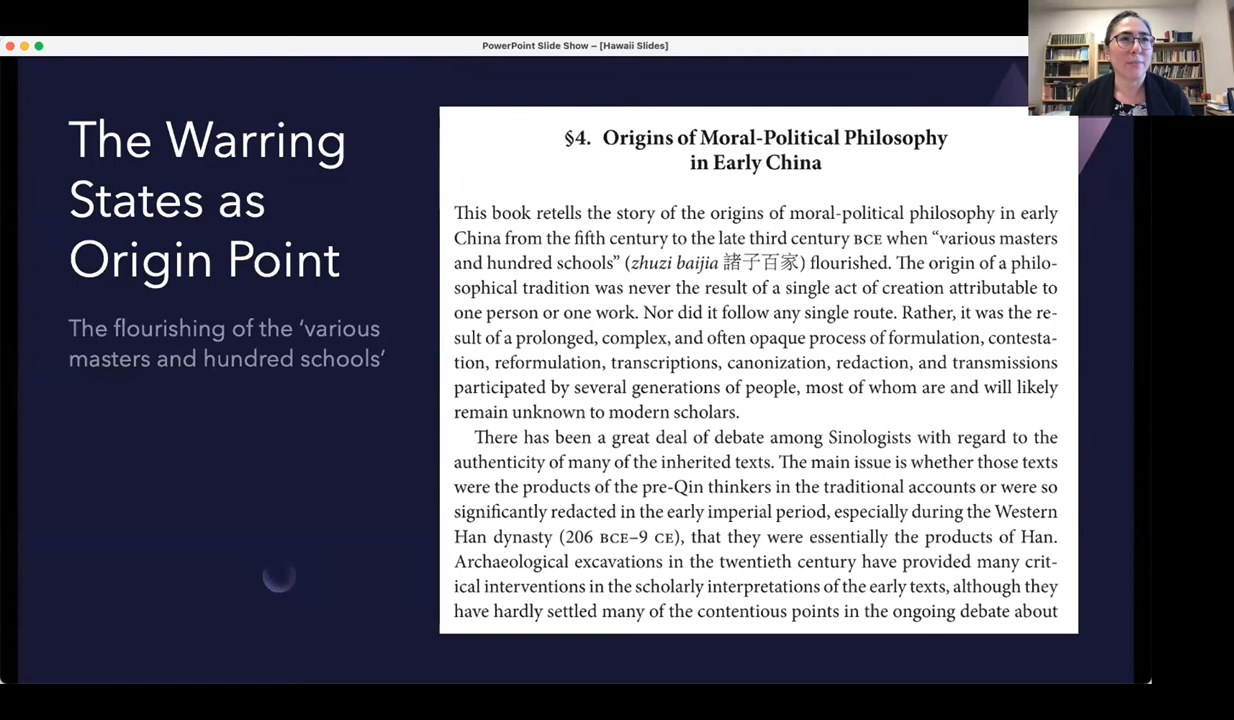 PowerPoint Slide Show – [Hawaii Slides]
The Warring
States as
Origin Point
The flourishing of the ‘various
masters and hundred schools’
§4. Origins of Moral-Political Philosophy
in Early China
This book retells the story of the origins of moral-political philosophy in early
China from the fifth century to the late third century BCE when “various masters
and hundred schools” (zhuzi baijia 諸子百家) flourished. The origin of a philo-
sophical tradition was never the result of a single act of creation attributable to
one person or one work. Nor did it follow any single route. Rather, it was the re-
sult of a prolonged, complex, and often opaque process of formulation, contesta-
tion, reformulation, transcriptions, canonization, redaction, and transmissions
participated by several generations of people, most of whom are and will likely
remain unknown to modern scholars.
There has been a great deal of debate among Sinologists with regard to the
authenticity of many of the inherited texts. The main issue is whether those texts
were the products of the pre-Qin thinkers in the traditional accounts or were so
significantly redacted in the early imperial period, especially during the Western
Han dynasty (206 BCE–9 CE), that they were essentially the products of Han.
Archaeological excavations in the twentieth century have provided many crit-
ical interventions in the scholarly interpretations of the early texts, although they
have hardly settled many of the contentious points in the ongoing debate about